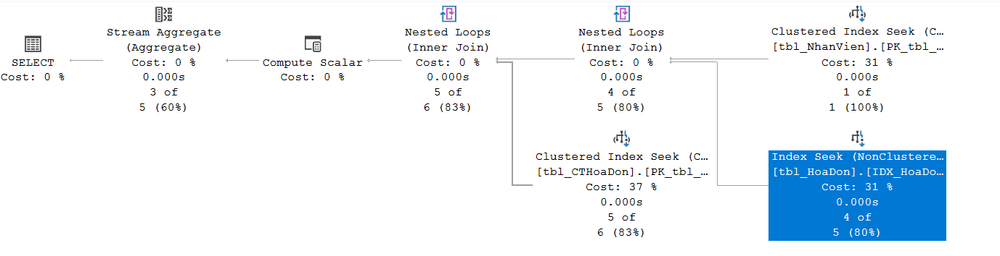 SELECT
Cost: 0 %
Stream Aggregate
(Aggregate)
Cost: 0 %
0.000s
3 of
5 (60%)
Compute Scalar
Cost: 0 %
Nested Loops
(Inner Join)
Cost: 0 %
0.000s
5 of
6 (83%)
Nested Loops
(Inner Join)
Cost: 0 %
0.000s
4 of
5 (80%)
Clustered Index Seek (C…
[tbl_NhanVien].[PK_tbl_…
Cost: 31 %
0.000s
1 of
1 (100%)
Clustered Index Seek (C…
[tbl_CTHoaDon].[PK_tbl_…
Cost: 37 %
0.000s
5 of
6 (83%)
Index Seek (NonClustere…
[tbl_HoaDon].[IDX_HoaDo…
Cost: 31 %
0.000s
4 of
5 (80%)